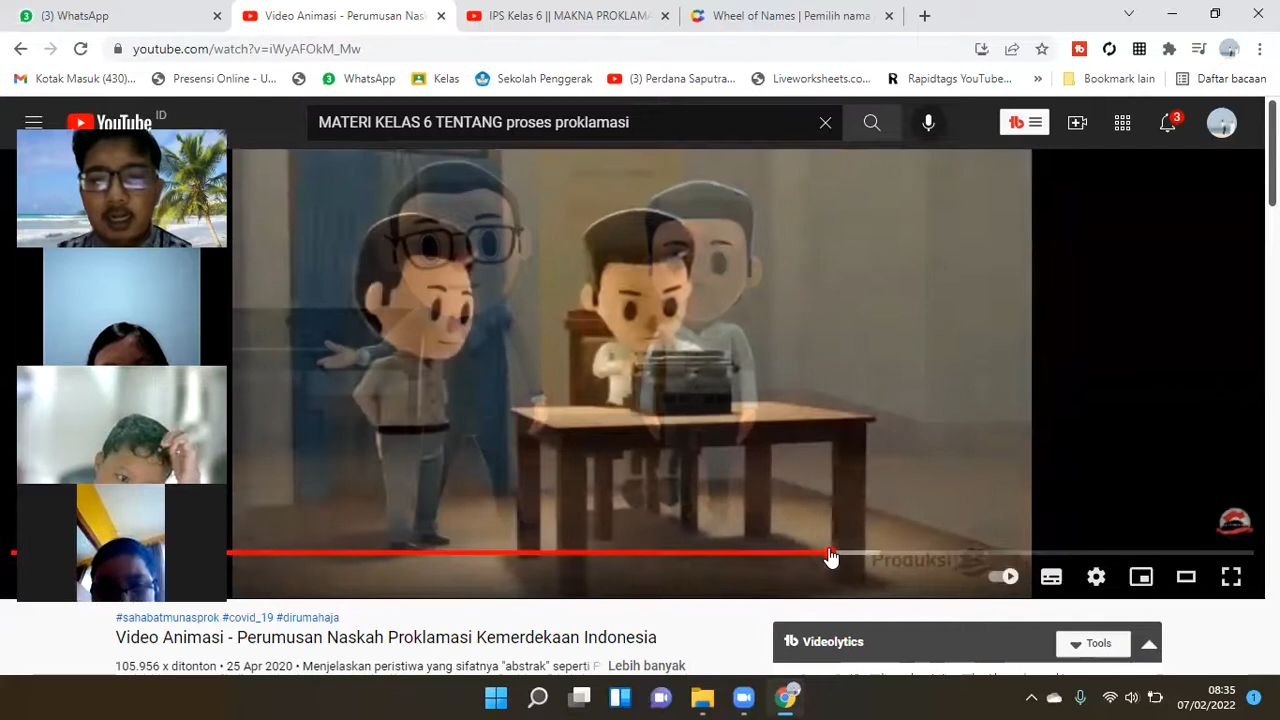 (3) WhatsApp
Video Animasi - Perumusan Nas
IPS Kelas 6 || MAKNA PROKLAMA
Wheel of Names | Pemilih nama
youtube.com/watch?v=iWyAFOkM_Mw
Kotak Masuk (430)...
Presensi Online - U...
3 WhatsApp
Kelas
Sekolah Penggerak
(3) Perdana Saputra...
Liveworksheets.co...
R Rapidtags YouTube...
»
Bookmark lain
Daftar bacaan
YouTube ID
MATERI KELAS 6 TENTANG proses proklamasi
tb
3
Produksi
#sahabatmunasprok #covid_19 #dirumahaja
Video Animasi - Perumusan Naskah Proklamasi Kemerdekaan Indonesia
105.956 x ditonton • 25 Apr 2020 • Menjelaskan peristiwa yang sifatnya "abstrak" seperti P Lebih banyak
tb Videolytics
Tools
08:35
07/02/2022
1